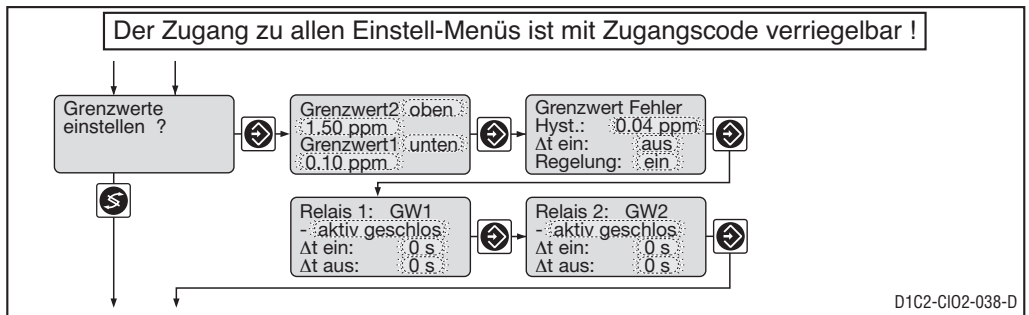 Der Zugang zu allen Einstell-Menüs ist mit Zugangscode verriegelbar !
Grenzwerte
einstellen ?
Grenzwert2 oben
1.50 ppm
Grenzwert1 unten
0.10 ppm
Grenzwert Fehler
Hyst.: 0.04 ppm
Δt ein: aus
Regelung: ein
Relais 1: GW1
- aktiv geschlos
Δt ein: 0 s
Δt aus: 0 s
Relais 2: GW2
- aktiv geschlos
Δt ein: 0 s
Δt aus: 0 s
D1C2-ClO2-038-D